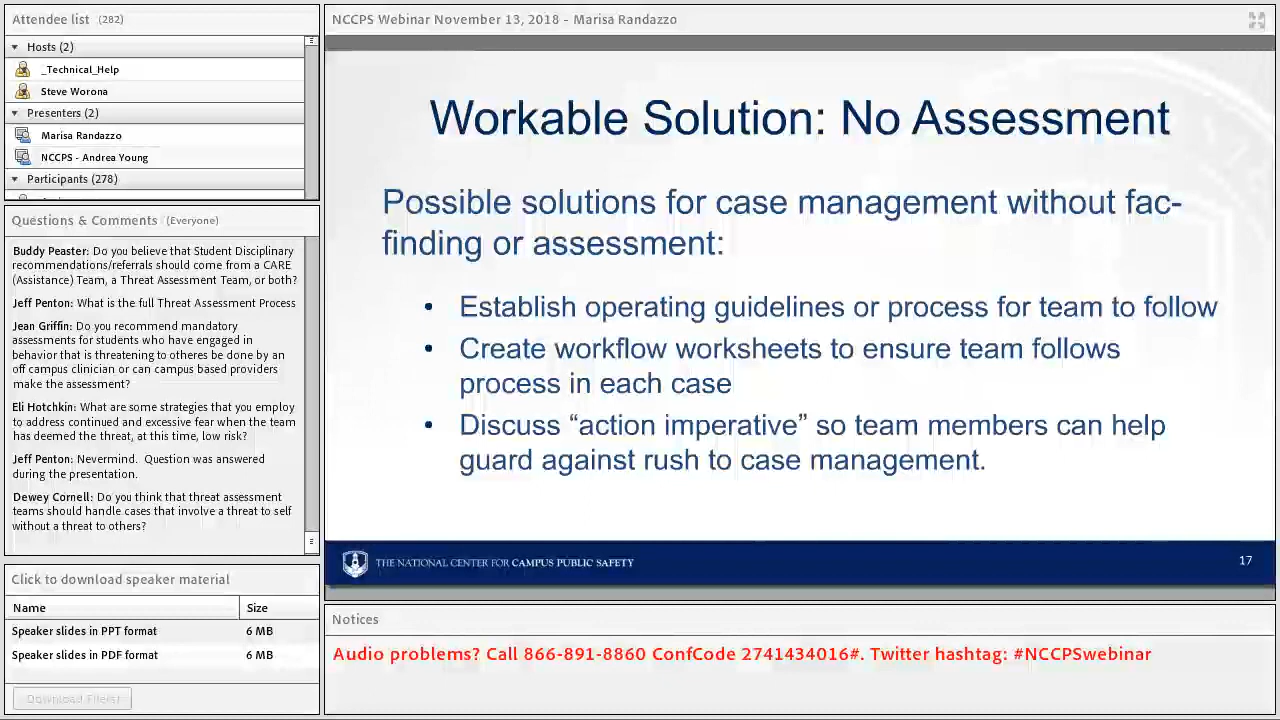 Attendee list (282)
Hosts (2)
_Technical_Help
Steve Worona
Presenters (2)
Marisa Randazzo
NCCPS - Andrea Young
Participants (278)
Questions & Comments (Everyone)
Buddy Peaster: Do you believe that Student Disciplinary
recommendations/referrals should come from a CARE
(Assistance) Team, a Threat Assessment Team, or both?
Jeff Penton: What is the full Threat Assessment Process
Jean Griffin: Do you recommend mandatory
assessments for students who have engaged in
behavior that is threatening to otheres be done by an
off campus clinician or can campus based providers
make the assessment?
Eli Hotchkin: What are some strategies that you employ
to address continued and excessive fear when the team
has deemed the threat, at this time, low risk?
Jeff Penton: Nevermind. Question was answered
during the presentation.
Dewey Cornell: Do you think that threat assessment
teams should handle cases that involve a threat to self
without a threat to others?
Click to download speaker material
Name Size
Speaker slides in PPT format 6 MB
Speaker slides in PDF format 6 MB
Download File(s)
NCCPS Webinar November 13, 2018 - Marisa Randazzo
Workable Solution: No Assessment
Possible solutions for case management without fac-
finding or assessment:
• Establish operating guidelines or process for team to follow
• Create workflow worksheets to ensure team follows
process in each case
• Discuss “action imperative” so team members can help
guard against rush to case management.
THE NATIONAL CENTER FOR CAMPUS PUBLIC SAFETY 17
Notices
Audio problems? Call 866-891-8860 ConfCode 2741434016#. Twitter hashtag: #NCCPSwebinar